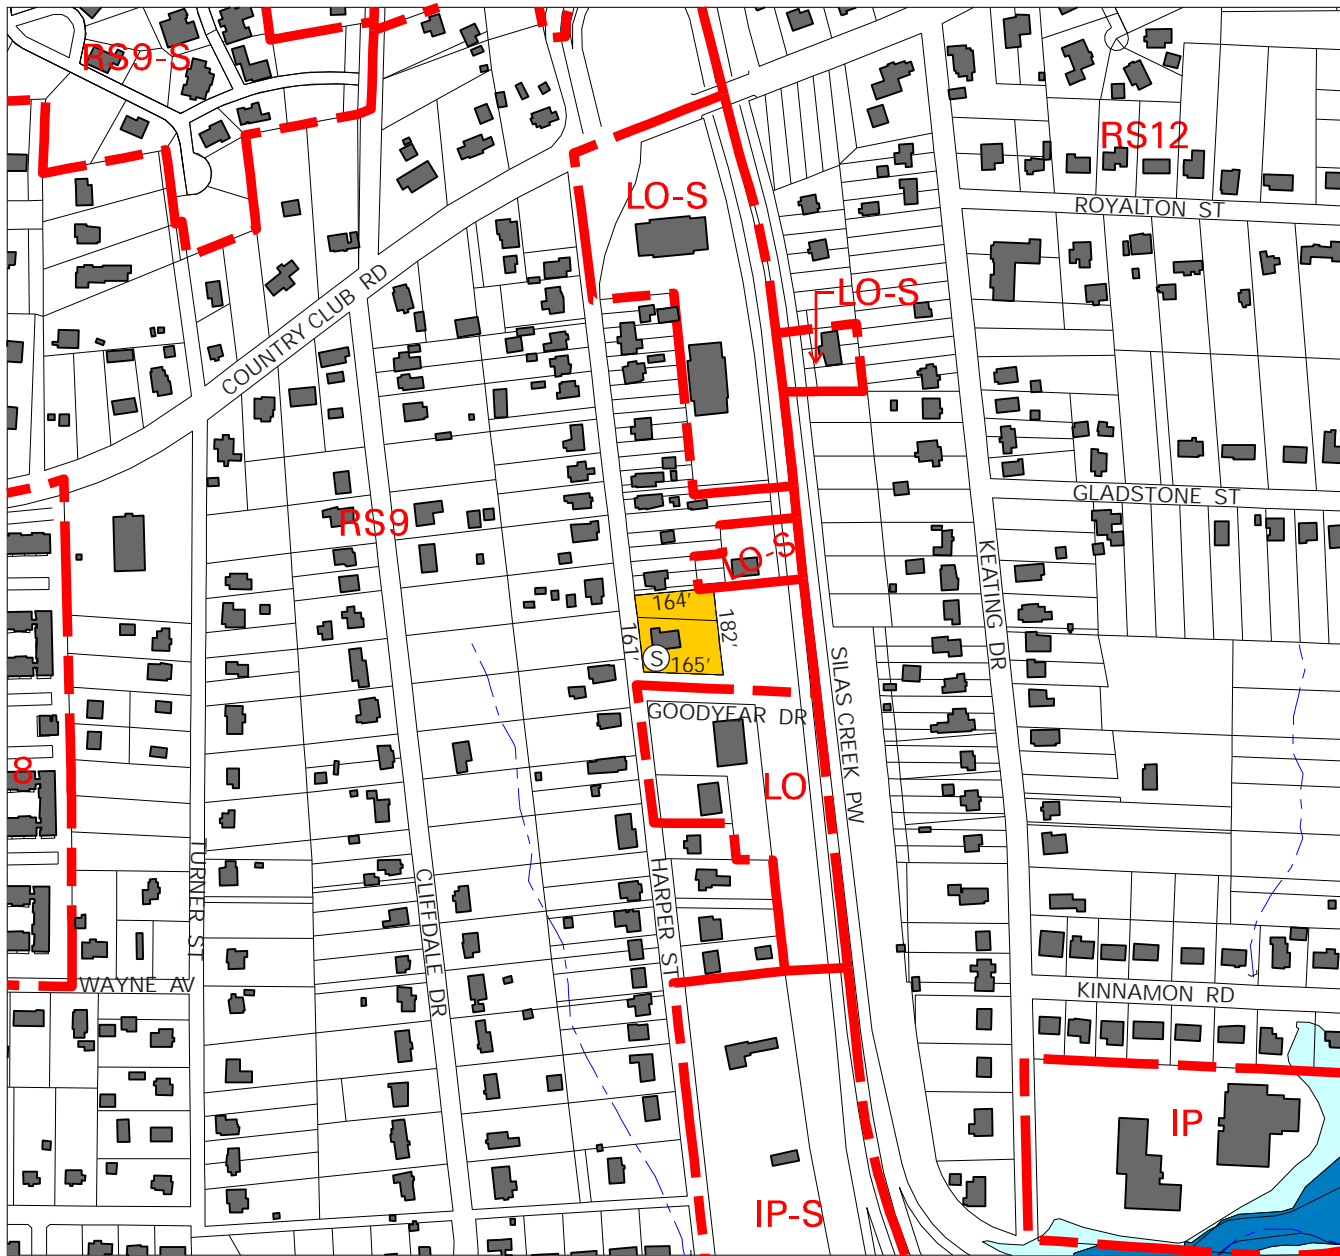 RS9-S
RS12
LO-S
ROYALTON ST
COUNTRY CLUB RD
LO-S
GLADSTONE ST
RS9
LO-S
KEATING DR
164'
182'
161'
S
165'
SILAS CREEK PW
GOODYEAR DR
8
LO
TURNER ST
CLIFFDALE DR
HARPER ST
WAYNE AV
KINNAMON RD
IP
IP-S